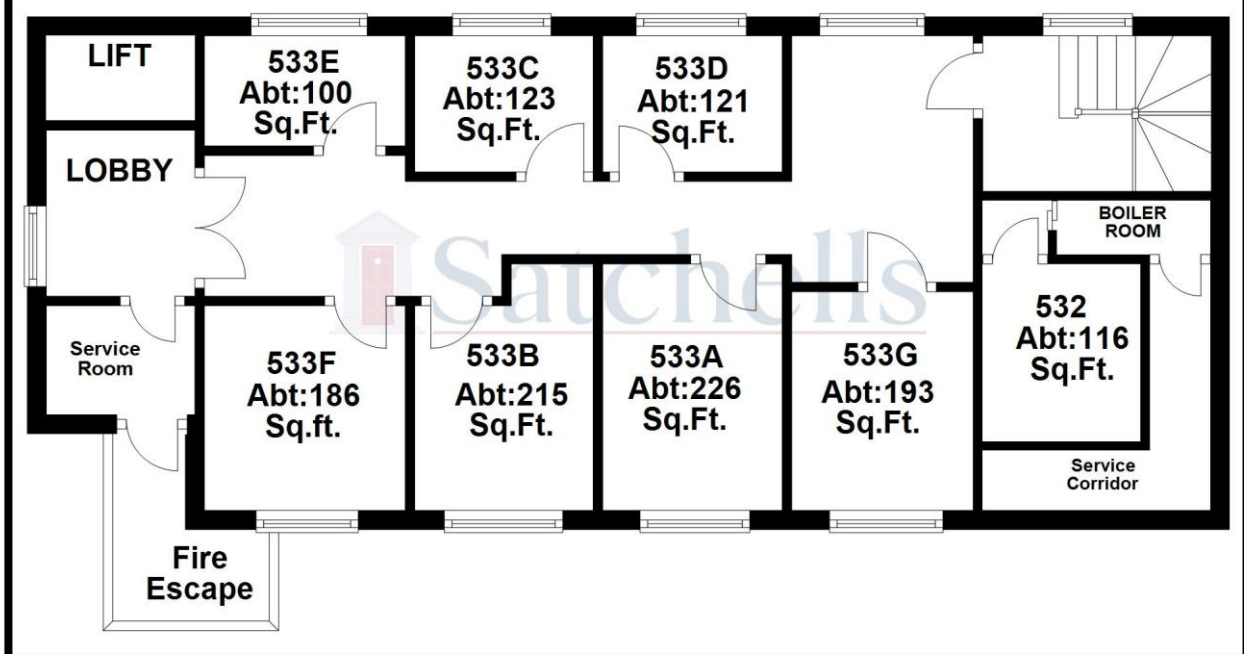 LIFT
533E
Abt:100
Sq.Ft.
533C
Abt:123
Sq.Ft.
533D
Abt:121
Sq.Ft.
LOBBY
BOILER
ROOM
Satchells
Service
Room
533F
Abt:186
Sq.ft.
533B
Abt:215
Sq.Ft.
533A
Abt:226
Sq.Ft.
533G
Abt:193
Sq.Ft.
532
Abt:116
Sq.Ft.
Service
Corridor
Fire
Escape